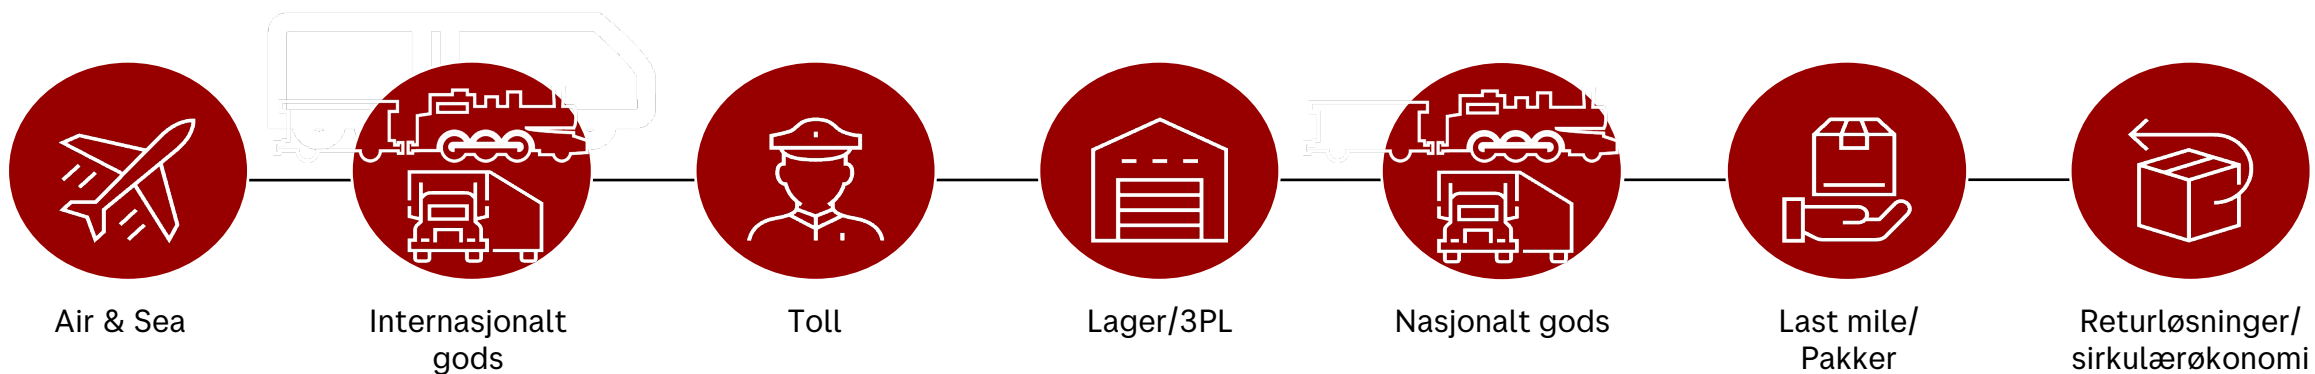 Air & Sea
Internasjonalt
gods
Toll
Lager/3PL
Nasjonalt gods
Last mile/
Pakker
Returløsninger/
sirkulærøkonomi